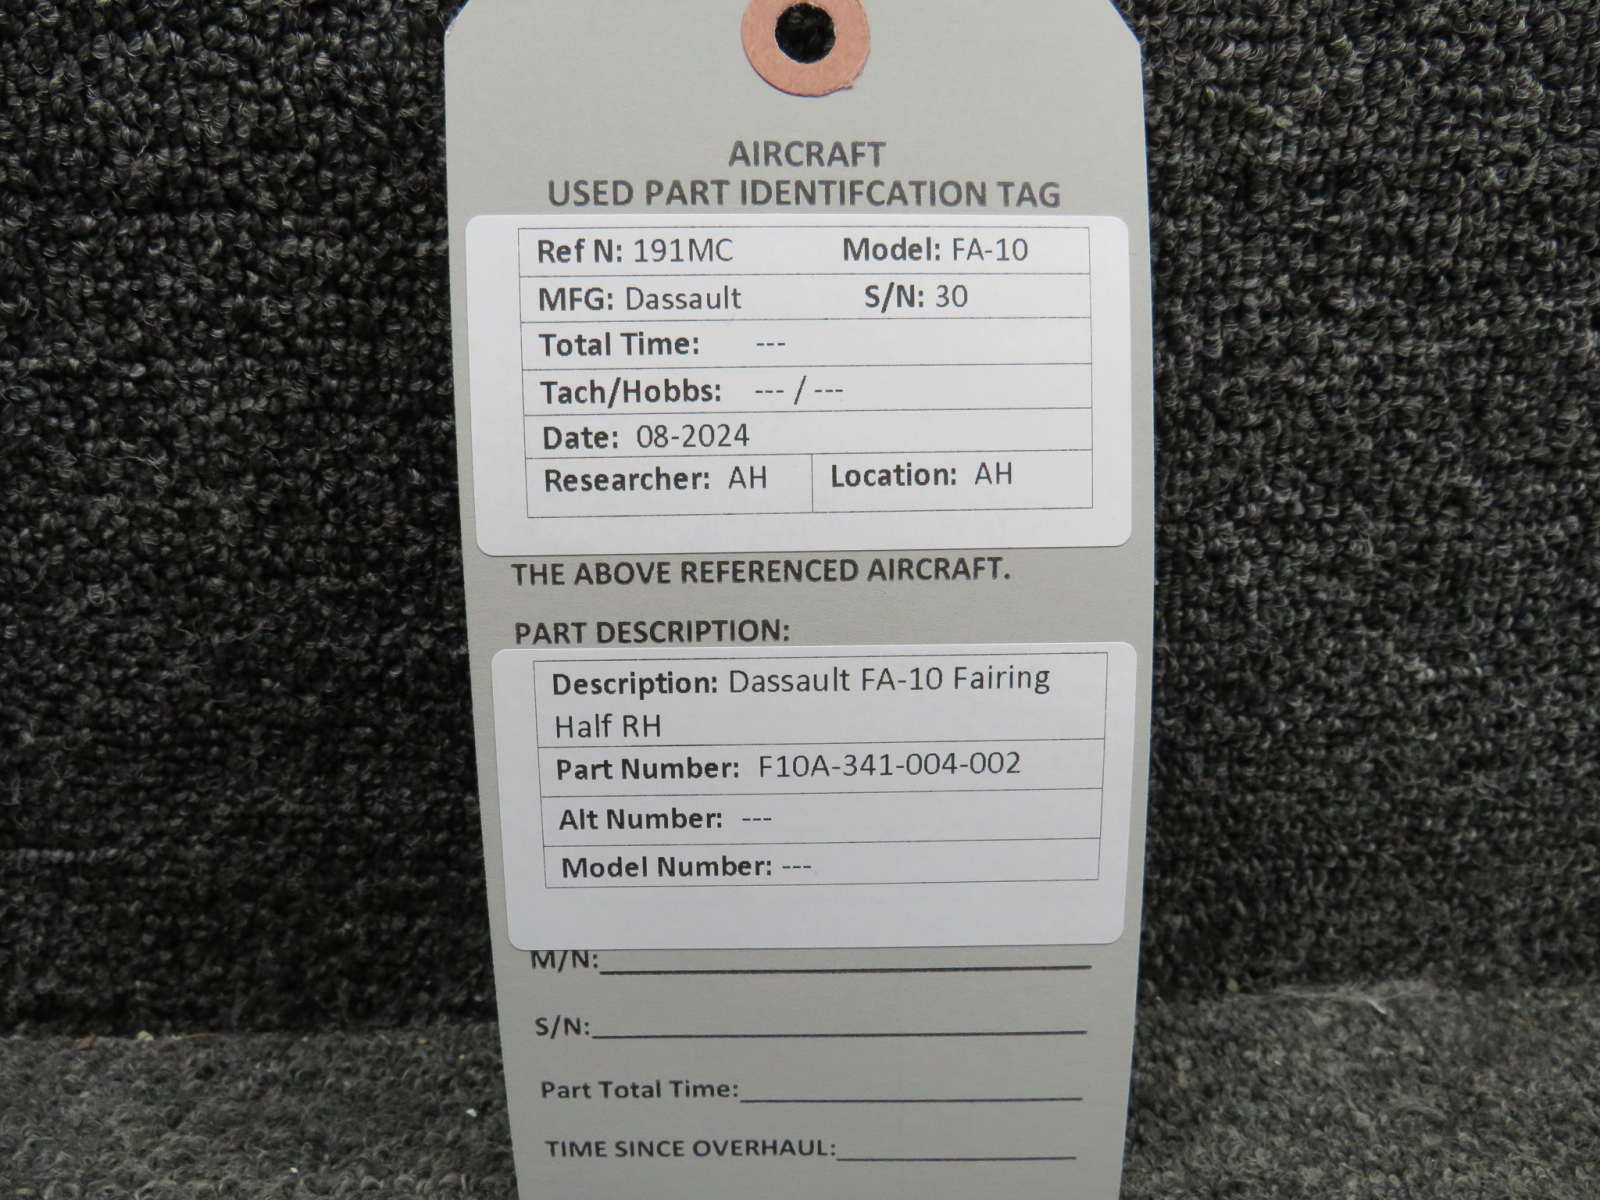 AIRCRAFT
USED PART IDENTIFCATION TAG
Ref N: 191MC Model: FA-10
MFG: Dassault S/N: 30
Total Time: ---
Tach/Hobbs: --- / ---
Date: 08-2024
Researcher: AH Location: AH
THE ABOVE REFERENCED AIRCRAFT.
PART DESCRIPTION:
Description: Dassault FA-10 Fairing
Half RH
Part Number: F10A-341-004-002
Alt Number: ---
Model Number: ---
M/N:
S/N:
Part Total Time:
TIME SINCE OVERHAUL: